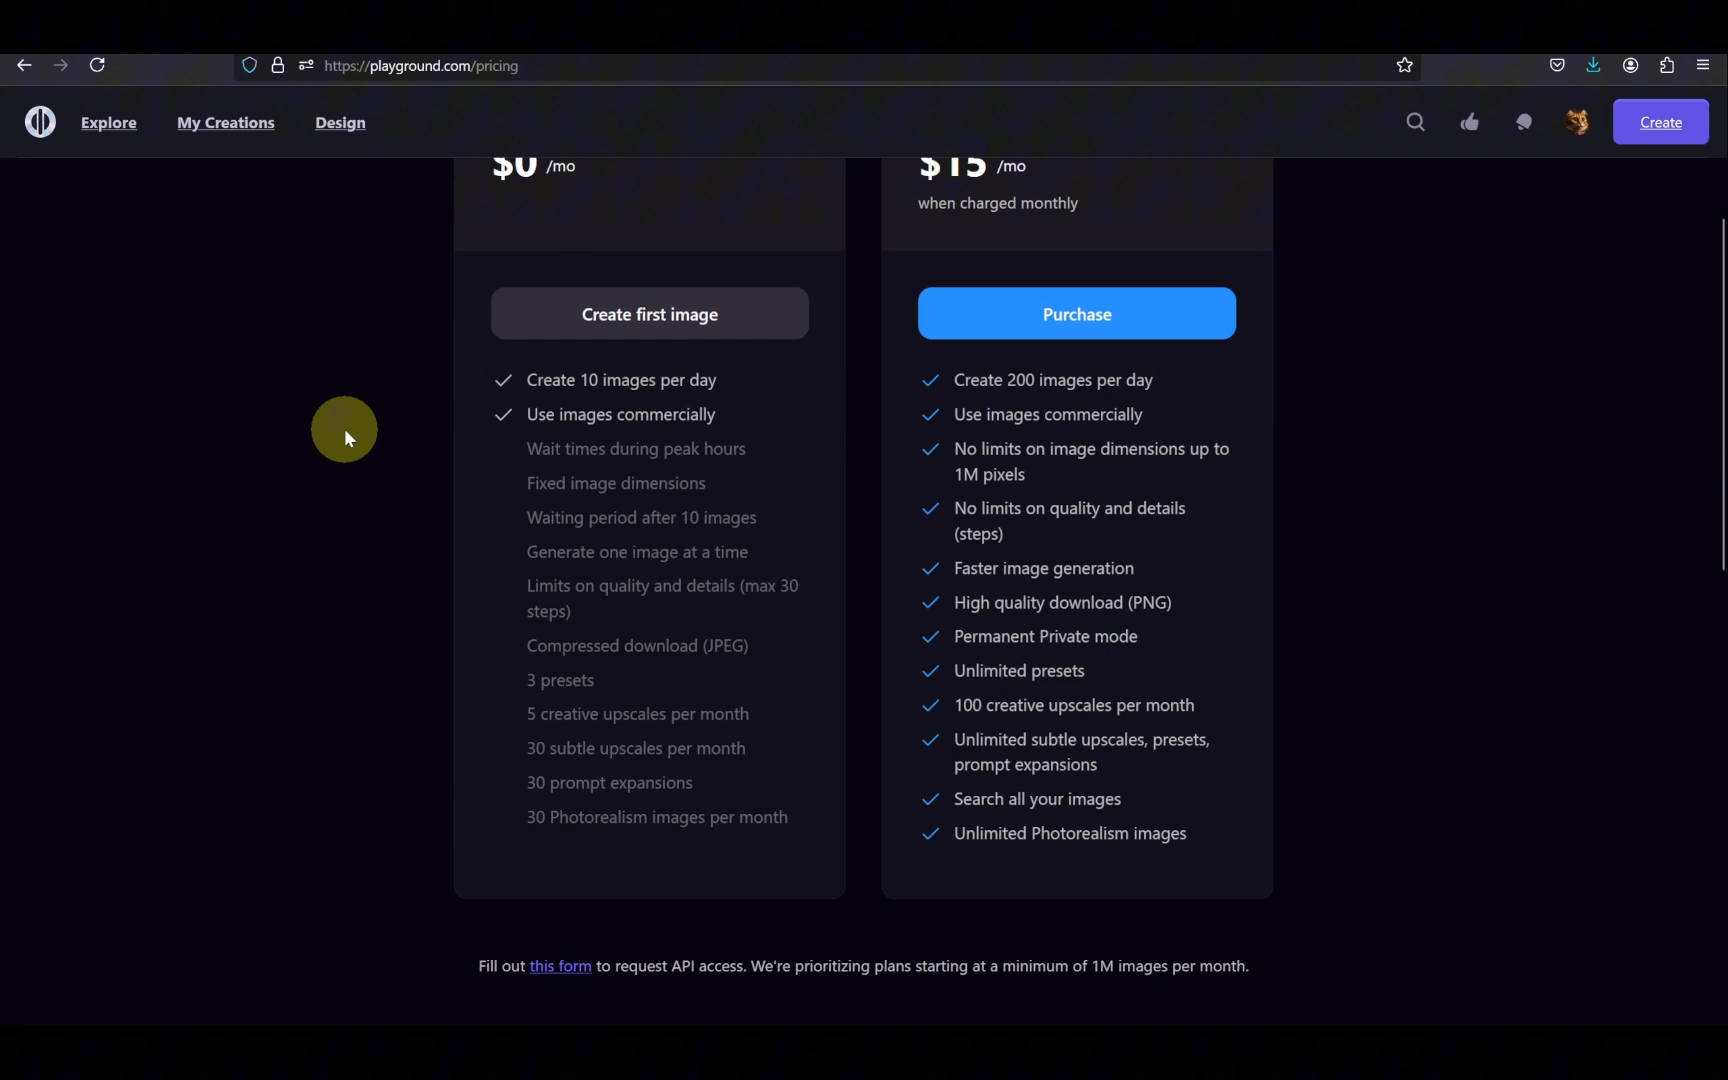 https://playground.com/pricing
Explore
My Creations
Design
Create
$0 /mo
Create first image
Create 10 images per day
Use images commercially
Wait times during peak hours
Fixed image dimensions
Waiting period after 10 images
Generate one image at a time
Limits on quality and details (max 30
steps)
Compressed download (JPEG)
3 presets
5 creative upscales per month
30 subtle upscales per month
30 prompt expansions
30 Photorealism images per month
$15 /mo
when charged monthly
Purchase
Create 200 images per day
Use images commercially
No limits on image dimensions up to
1M pixels
No limits on quality and details
(steps)
Faster image generation
High quality download (PNG)
Permanent Private mode
Unlimited presets
100 creative upscales per month
Unlimited subtle upscales, presets,
prompt expansions
Search all your images
Unlimited Photorealism images
Fill out this form to request API access. We're prioritizing plans starting at a minimum of 1M images per month.